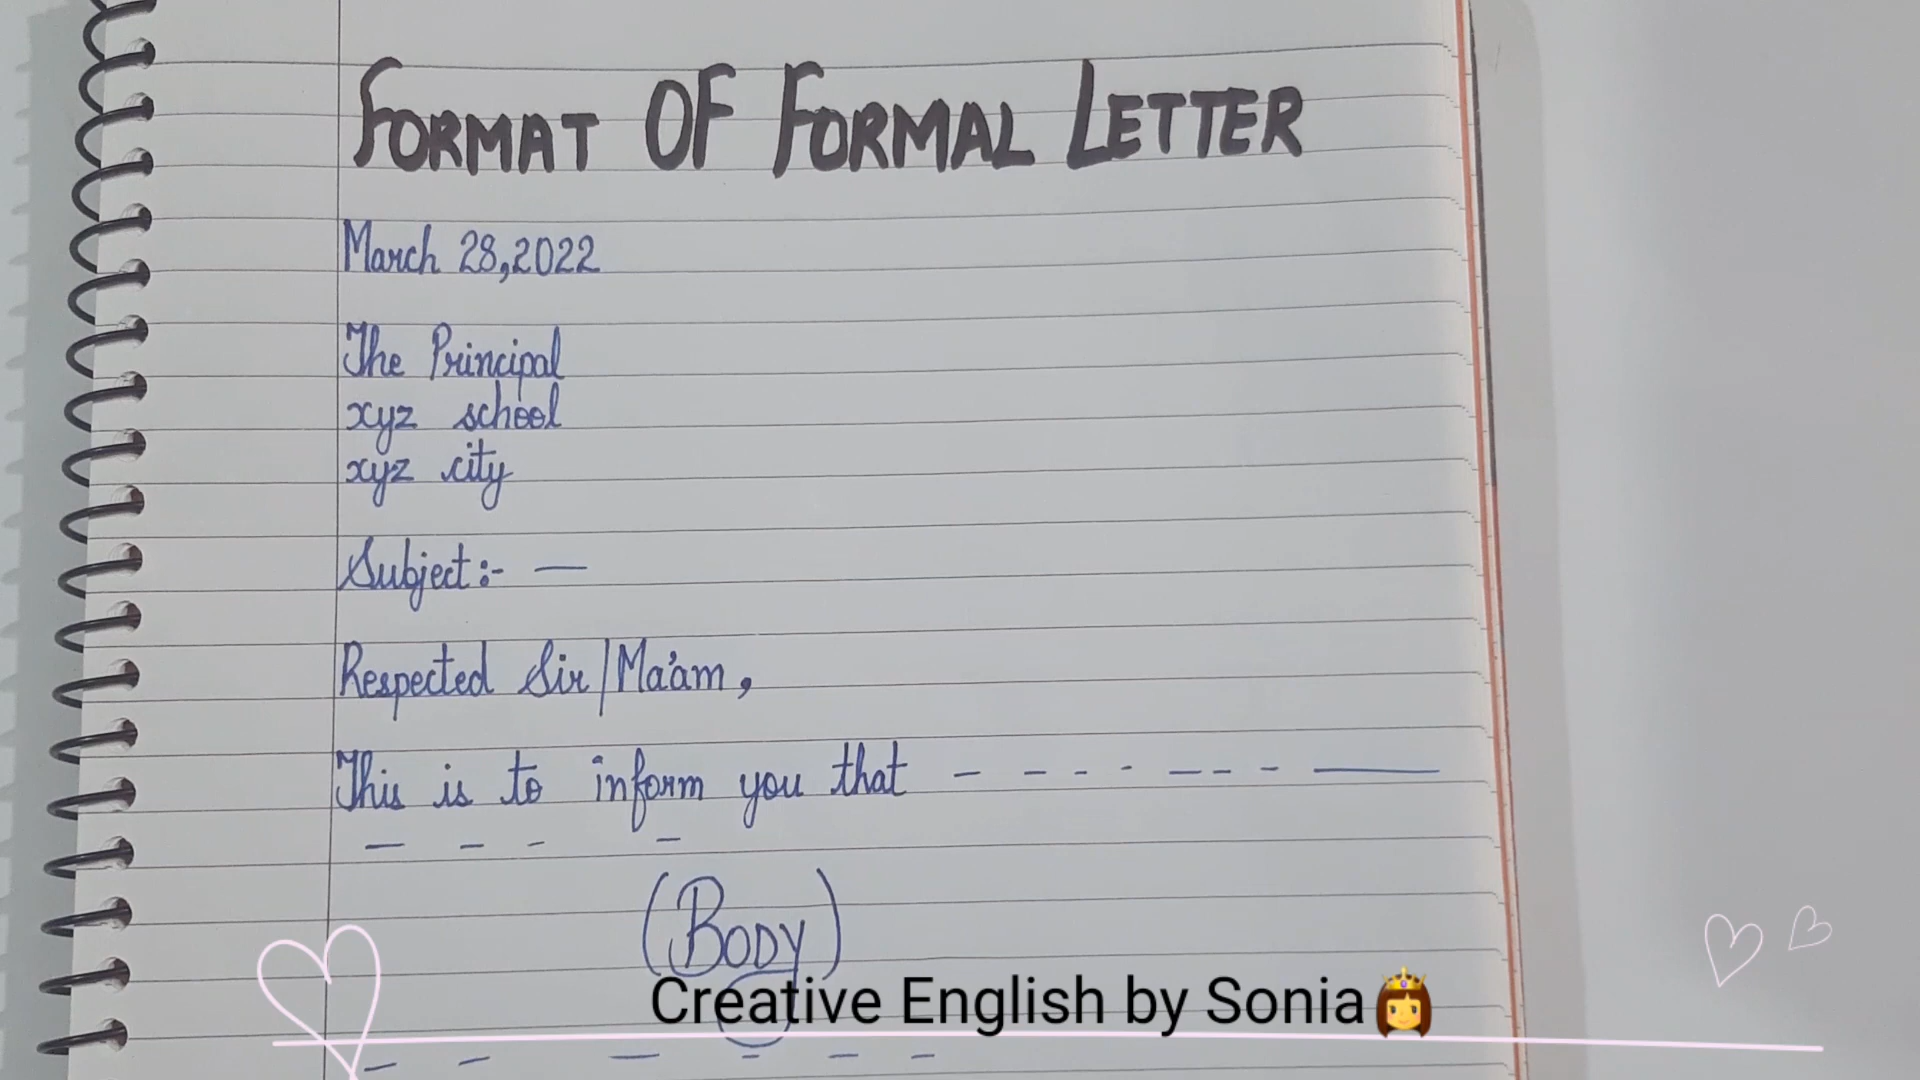 FORMAT OF FORMAL LETTER
March 28,2022
The Principal
xyz school
xyz city
Subject:- —
Respected Sir/Ma'am,
This is to inform you that - - - - - - - —
— - - -
(BODY)
Creative English by Sonia👸
- - — - - -